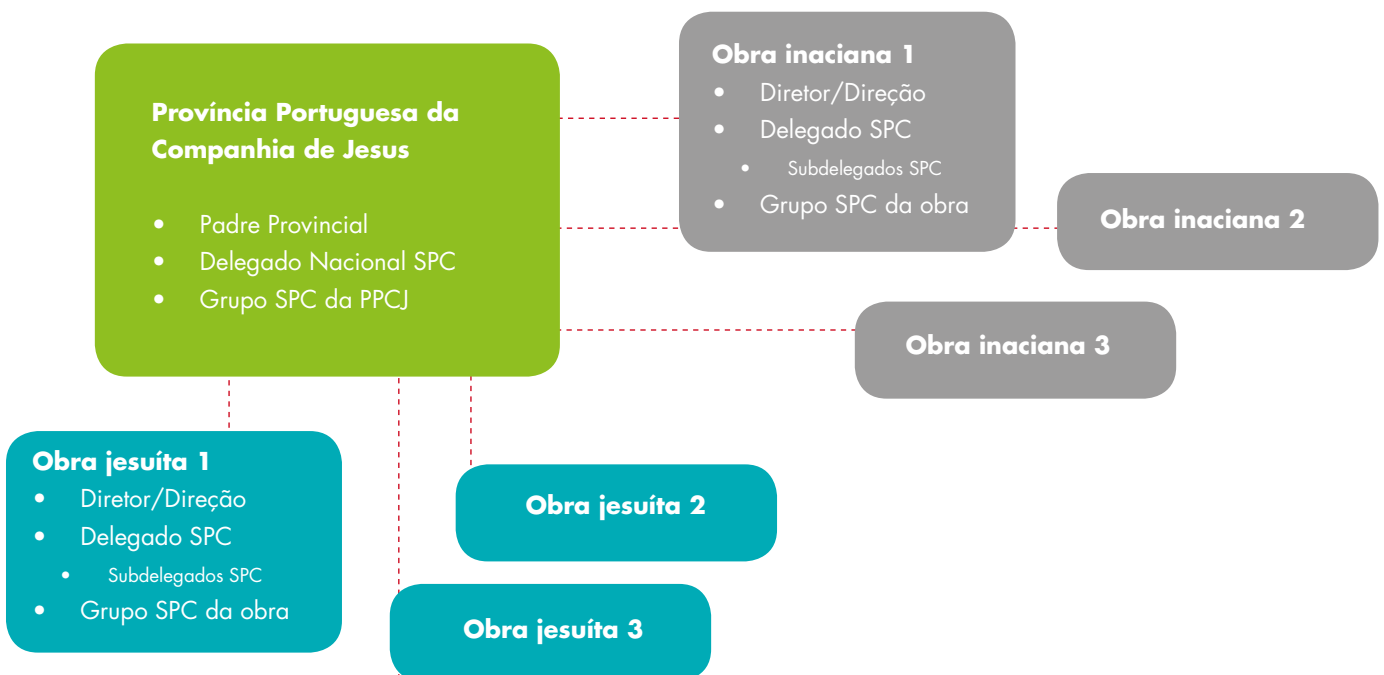 Província Portuguesa da
Companhia de Jesus
• Padre Provincial
• Delegado Nacional SPC
• Grupo SPC da PPCJ
Obra inaciana 1
• Diretor/Direção
• Delegado SPC
• Subdelegados SPC
• Grupo SPC da obra
Obra inaciana 2
Obra inaciana 3
Obra jesuíta 1
• Diretor/Direção
• Delegado SPC
• Subdelegados SPC
• Grupo SPC da obra
Obra jesuíta 2
Obra jesuíta 3